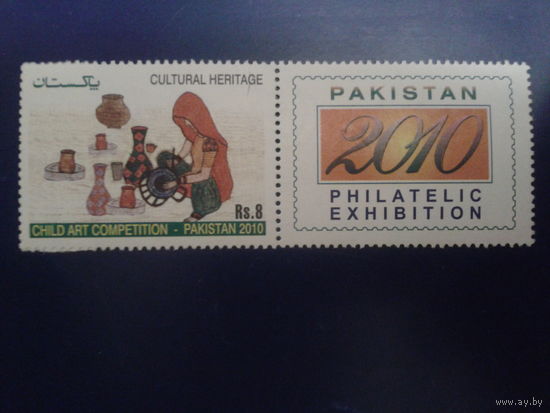 پاکستان
CULTURAL HERITAGE
Rs.8
CHILD ART COMPETITION - PAKISTAN 2010
PAKISTAN
2010
PHILATELIC
EXHIBITION
www.ay.by